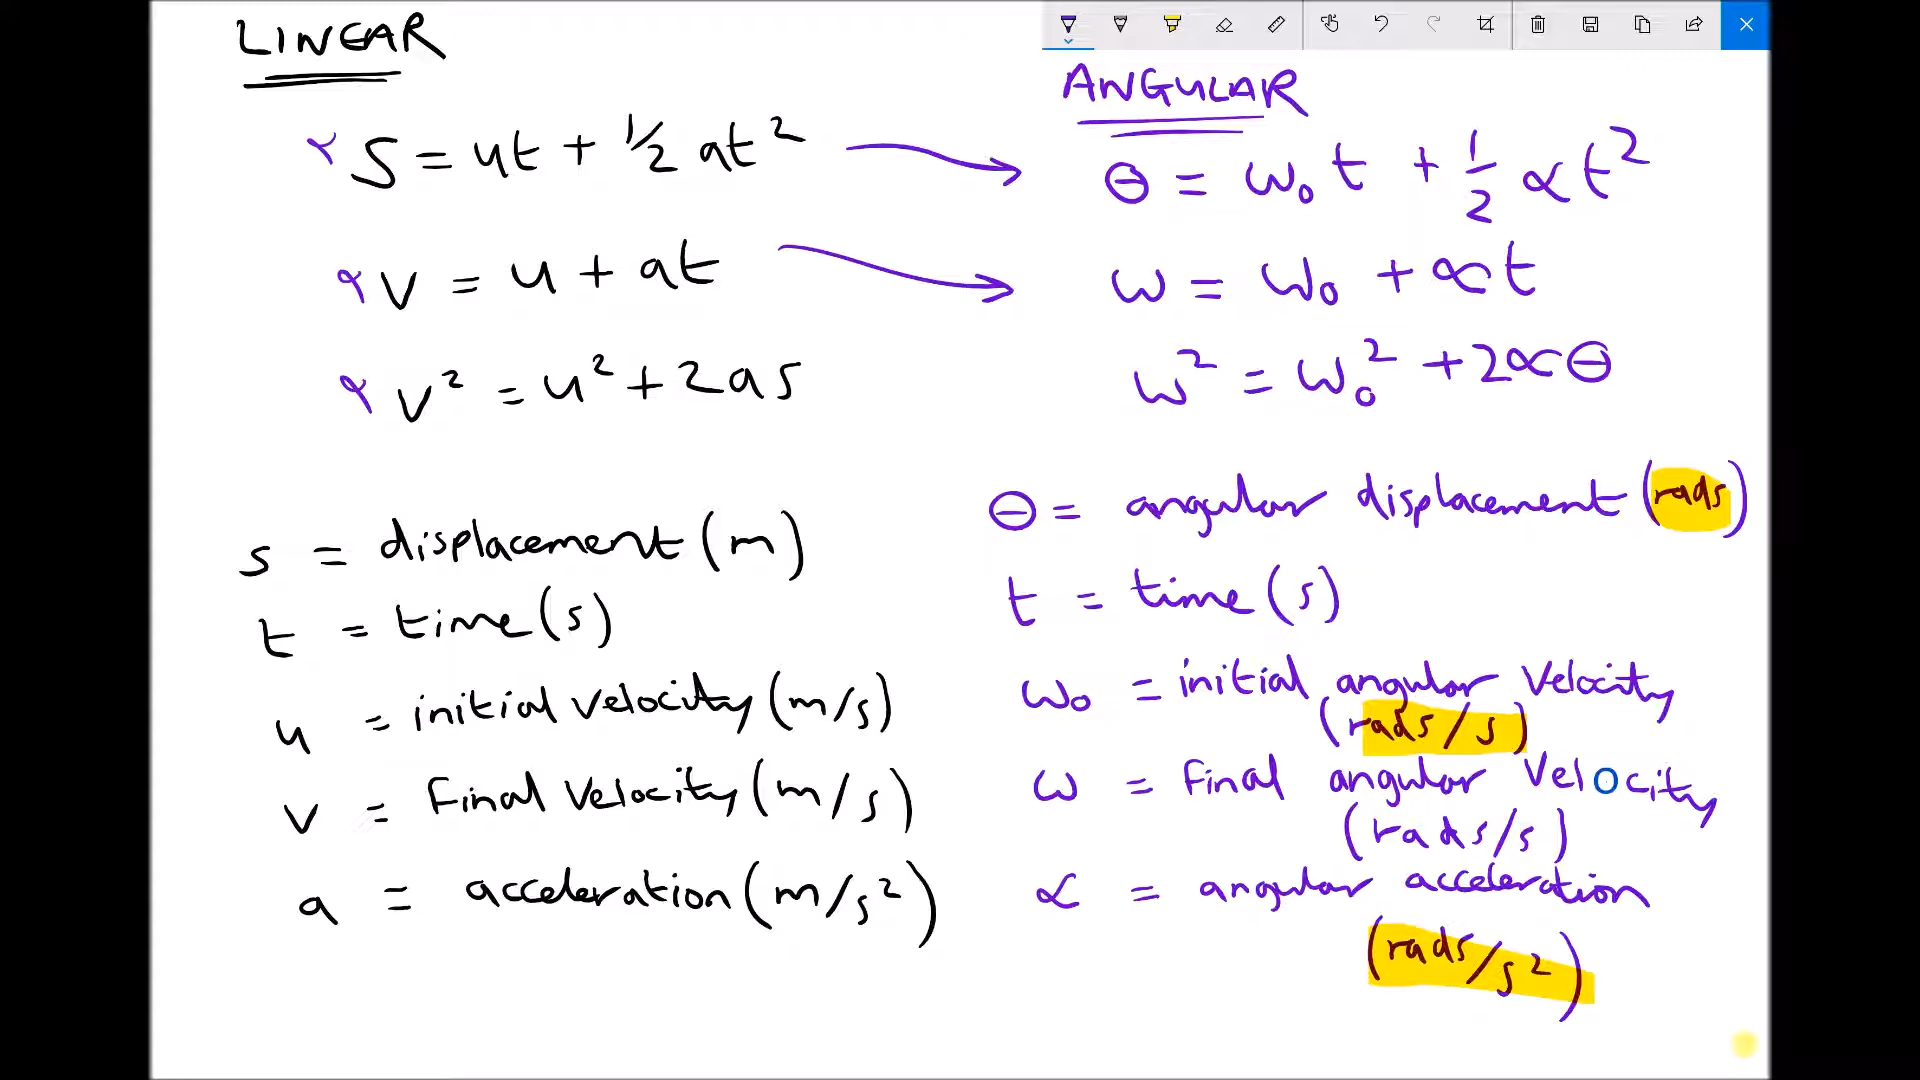 LINEAR
S = ut + 1/2 at²
v = u + at
v² = u² + 2as
s = displacement (m)
t = time (s)
u = initial velocity (m/s)
v = Final Velocity (m/s)
a = acceleration (m/s²)
ANGULAR
θ = ω₀t + 1/2 αt²
ω = ω₀ + αt
ω² = ω₀² + 2αθ
θ = angular displacement (rads)
t = time (s)
ω₀ = initial angular Velocity
(rads/s)
ω = Final angular Velocity
(rads/s)
α = angular acceleration
(rads/s²)